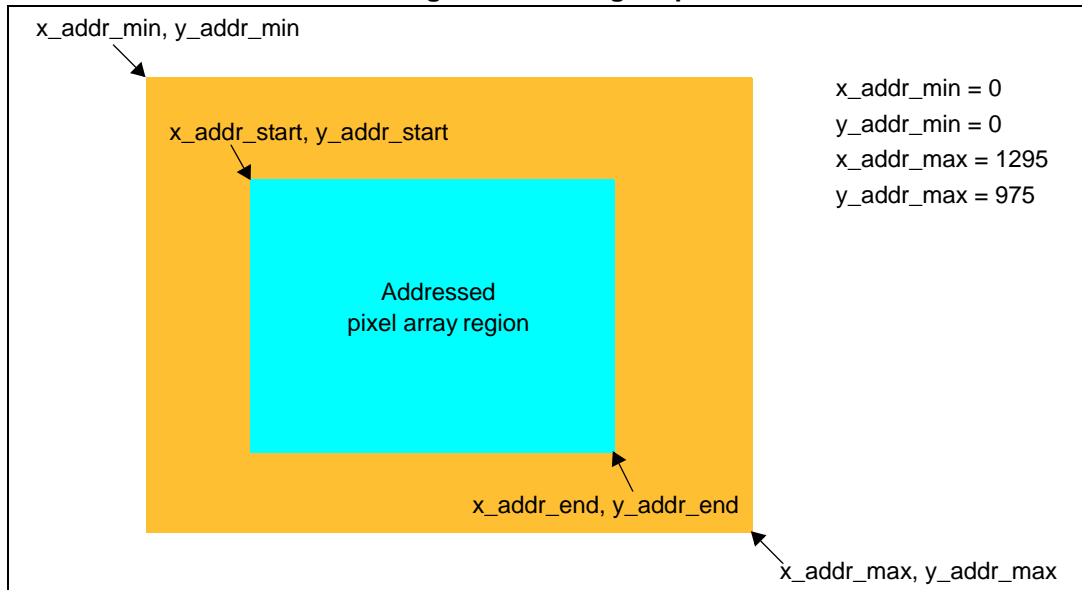 x_addr_min, y_addr_min
x_addr_min = 0
y_addr_min = 0
x_addr_max = 1295
y_addr_max = 975
x_addr_start, y_addr_start
Addressed
pixel array region
x_addr_end, y_addr_end
x_addr_max, y_addr_max